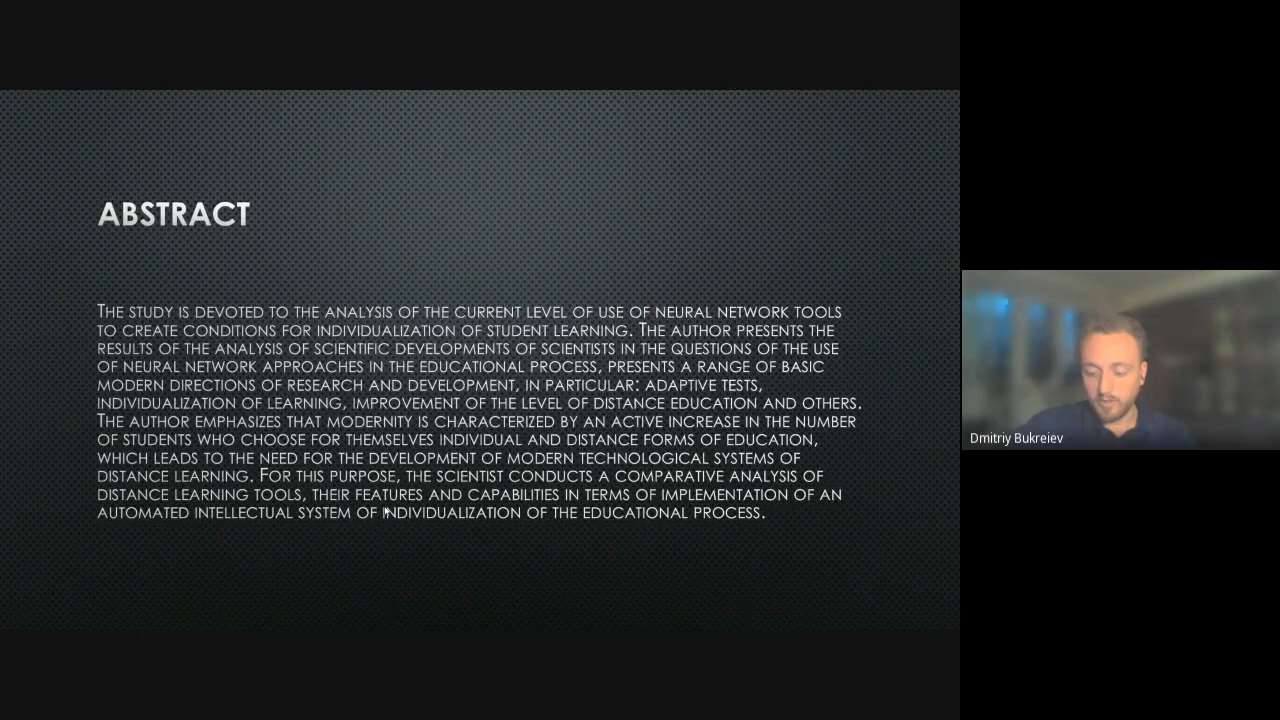 ABSTRACT
THE STUDY IS DEVOTED TO THE ANALYSIS OF THE CURRENT LEVEL OF USE OF NEURAL NETWORK TOOLS
TO CREATE CONDITIONS FOR INDIVIDUALIZATION OF STUDENT LEARNING. THE AUTHOR PRESENTS THE
RESULTS OF THE ANALYSIS OF SCIENTIFIC DEVELOPMENTS OF SCIENTISTS IN THE QUESTIONS OF THE USE
OF NEURAL NETWORK APPROACHES IN THE EDUCATIONAL PROCESS, PRESENTS A RANGE OF BASIC
MODERN DIRECTIONS OF RESEARCH AND DEVELOPMENT, IN PARTICULAR: ADAPTIVE TESTS,
INDIVIDUALIZATION OF LEARNING, IMPROVEMENT OF THE LEVEL OF DISTANCE EDUCATION AND OTHERS.
THE AUTHOR EMPHASIZES THAT MODERNITY IS CHARACTERIZED BY AN ACTIVE INCREASE IN THE NUMBER
OF STUDENTS WHO CHOOSE FOR THEMSELVES INDIVIDUAL AND DISTANCE FORMS OF EDUCATION,
WHICH LEADS TO THE NEED FOR THE DEVELOPMENT OF MODERN TECHNOLOGICAL SYSTEMS OF
DISTANCE LEARNING. FOR THIS PURPOSE, THE SCIENTIST CONDUCTS A COMPARATIVE ANALYSIS OF
DISTANCE LEARNING TOOLS, THEIR FEATURES AND CAPABILITIES IN TERMS OF IMPLEMENTATION OF AN
AUTOMATED INTELLECTUAL SYSTEM OF INDIVIDUALIZATION OF THE EDUCATIONAL PROCESS.
Dmitriy Bukreiev